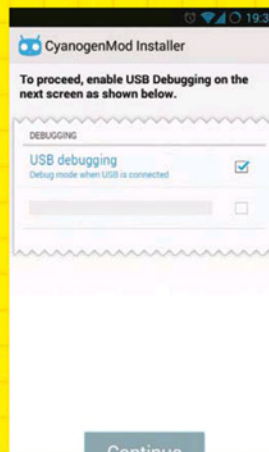 19:3
CyanogenMod Installer
To proceed, enable USB Debugging on the
next screen as shown below.
DEBUGGING
USB debugging
Debug mode when USB is connected
Continue